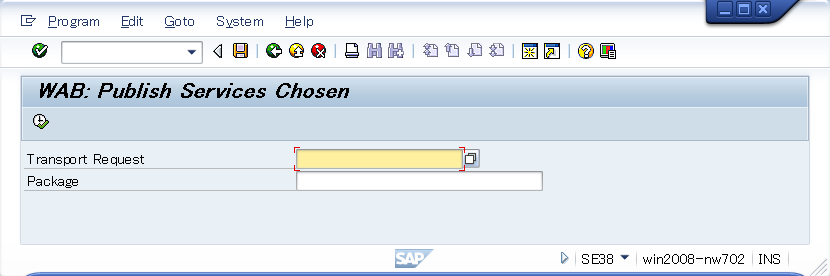 Program Edit Goto System Help
WAB: Publish Services Chosen
Transport Request
Package
SAP
SE38 win2008-nw702 INS